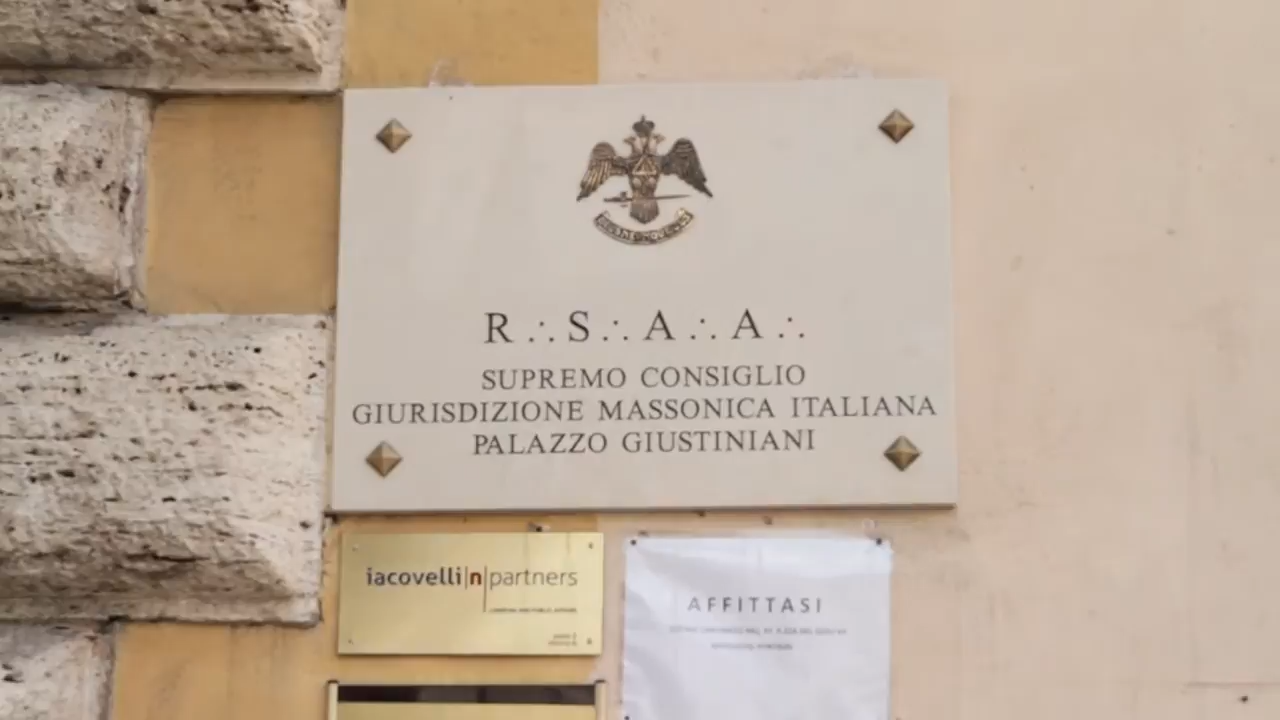 R∴S∴A∴A∴
SUPREMO CONSIGLIO
GIURISDIZIONE MASSONICA ITALIANA
PALAZZO GIUSTINIANI
iacovelli|n|partners
AFFITTASI